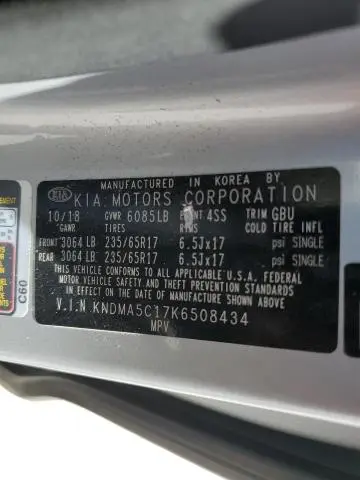 MANUFACTURED IN KOREA BY.
KIA KIA MOTORS CORPORATION
10/18 GVWR 6085LB PAINT 4SS TRIM GBU
GAWR TIRES RIMS COLD TIRE INFL
FRONT 3064 LB 235/65R17 6.5Jx17 psi SINGLE
REAR 3064 LB 235/65R17 6.5Jx17 psi SINGLE
THIS VEHICLE CONFORMS TO ALL APPLICABLE U.S.A. FEDERAL
MOTOR VEHICLE SAFETY AND THEFT PREVENTION STANDARDS
IN EFFECT ON THE DATE OF MANUFACTURE SHOWN ABOVE.
V.I.N KNDMA5C17K6508434
MPV
C60